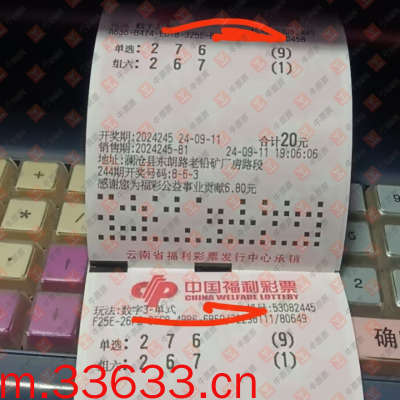 单选: 2 7 6 (9)
组六: 2 6 7 (1)
开奖期:2024245 24-09-11 合计20元
销售期:2024245-81 24-09-11 19:06:06
地址:澜沧县东朗路老铅矿厂房路段
244期开奖号码:8-6-3
感谢您为福彩公益事业贡献6.80元
云南省福利彩票发行中心承销
中国福利彩票
CHINA WELFARE LOTTERY
玩法:数字3-单式
单选: 2 7 6 (9)
组六: 2 6 7 (1)
确
m.33633.cn